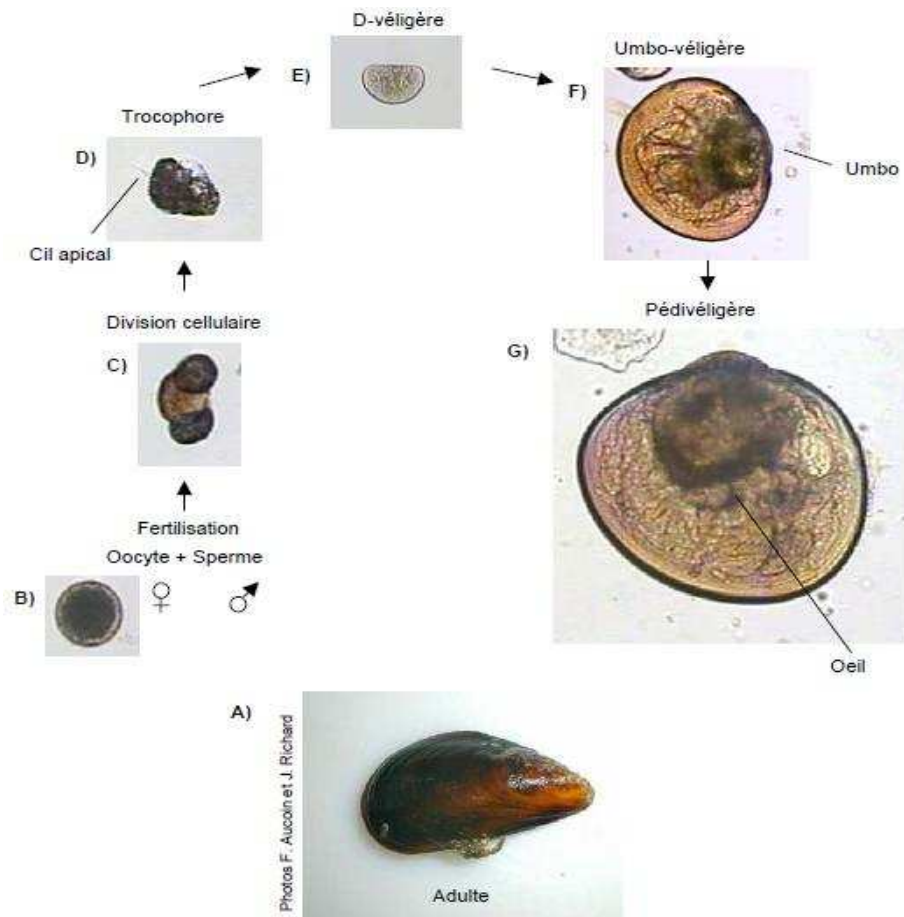 D-véligère
E)
Umbo-véligère
F)
Umbo
Trocophore
D)
Cil apical
Division cellulaire
C)
Pédivéligère
G)
Oeil
Fertilisation
Oocyte + Sperme
B)
♀ ♂
A)
Photos F. Aucoin et J. Richard
Adulte